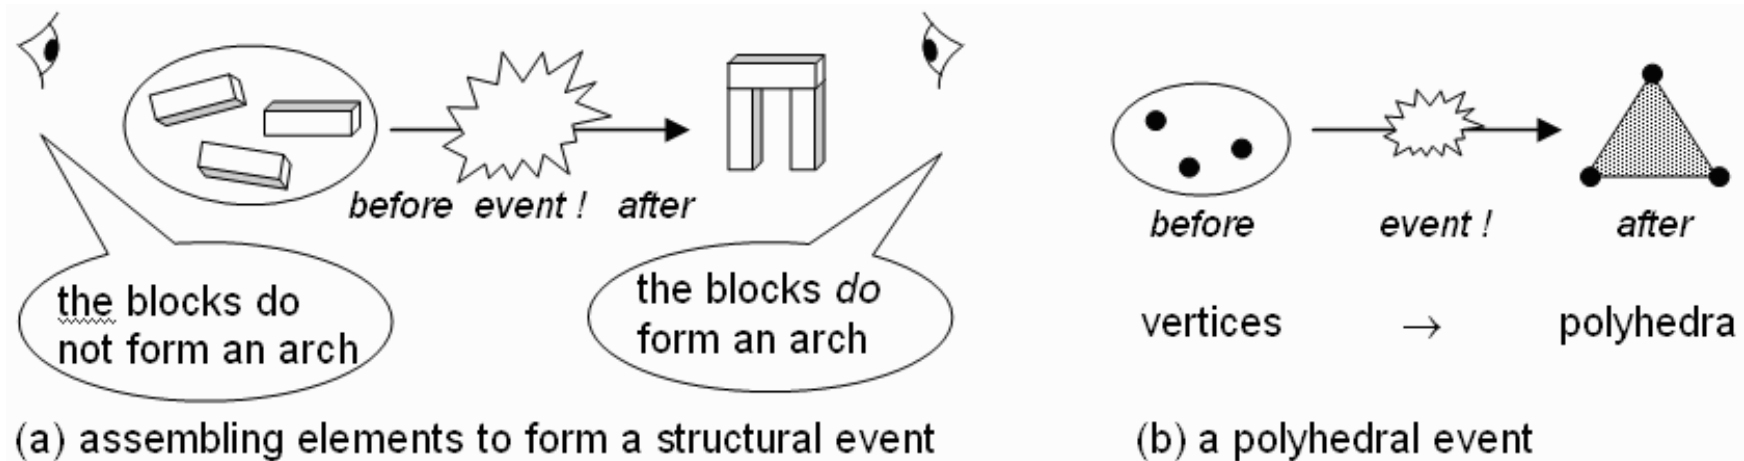 before event ! after
the blocks do
not form an arch
the blocks do
form an arch
(a) assembling elements to form a structural event
before event ! after
vertices → polyhedra
(b) a polyhedral event